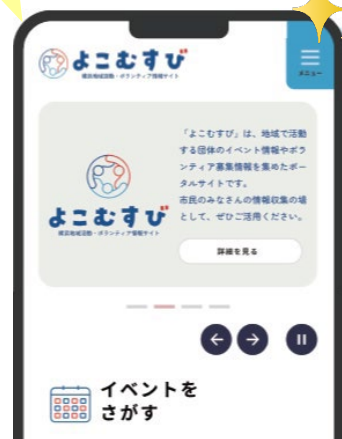 よこむすび
横浜地域活動・ボランティア情報サイト
メニュー
「よこむすび」は、地域で活動
する団体のイベント情報やボラ
ンティア募集情報を集めたポー
タルサイトです。
市民のみなさんの情報収集の場
として、ぜひご活用ください。
よこむすび
横浜地域活動・ボランティア情報サイト
詳細を見る
イベントを
さがす